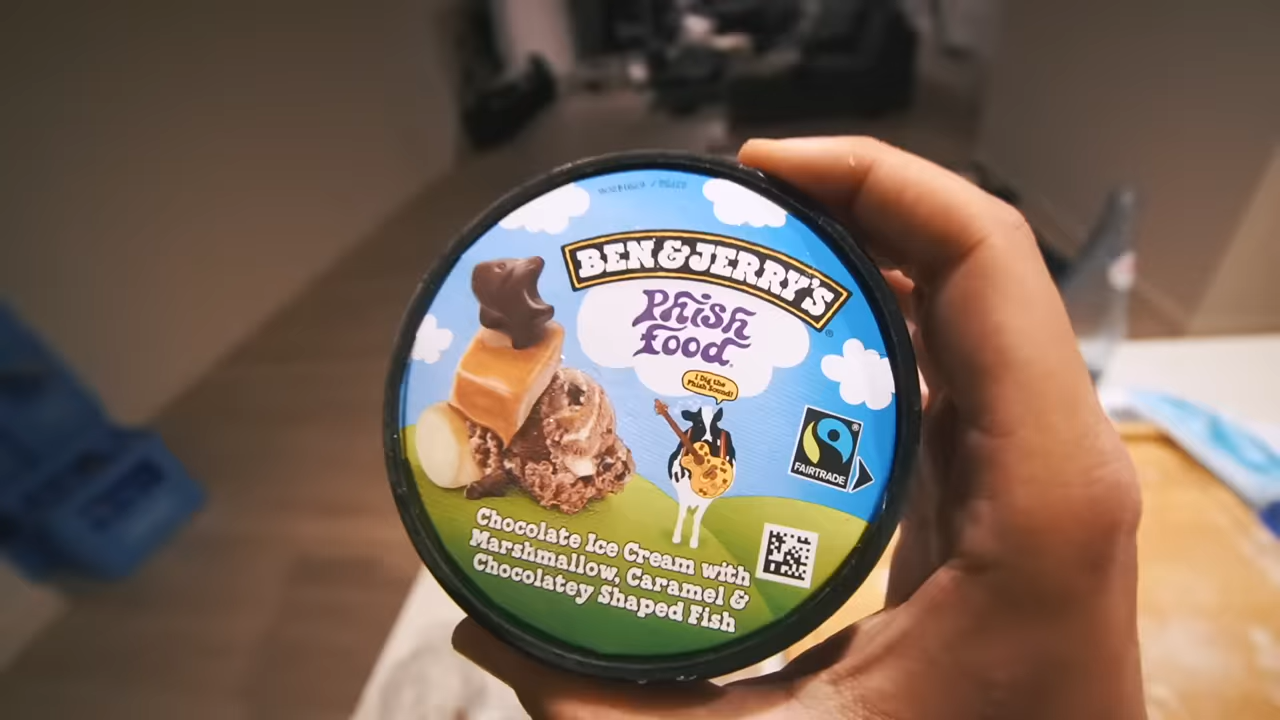 BEN & JERRY'S
Phish
Food
I Dig the
Phish Sound!
FAIRTRADE
Chocolate Ice Cream with
Marshmallow, Caramel &
Chocolatey Shaped Fish